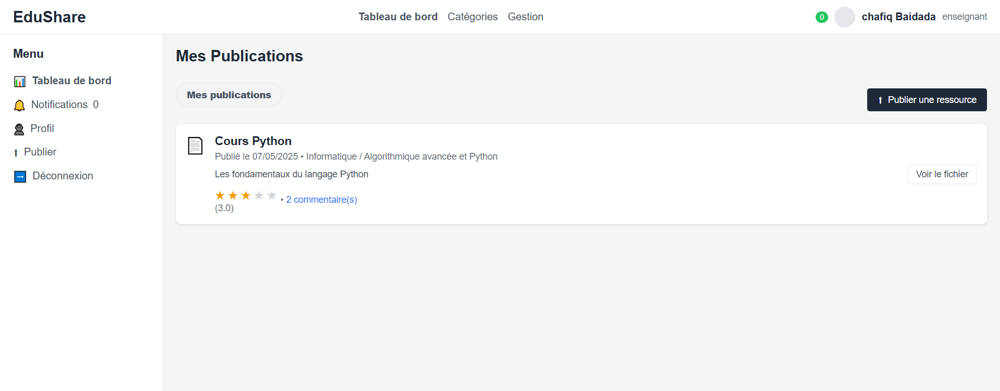 EduShare
Tableau de bord Catégories Gestion
0 chafiq Baidada enseignant
Menu
Tableau de bord
Notifications 0
Profil
Publier
Déconnexion
Mes Publications
Mes publications
Publier une ressource
Cours Python
Publié le 07/05/2025 • Informatique / Algorithmique avancée et Python
Les fondamentaux du langage Python
Voir le fichier
★ ★ ★ ★ ★ • 2 commentaire(s)
(3.0)